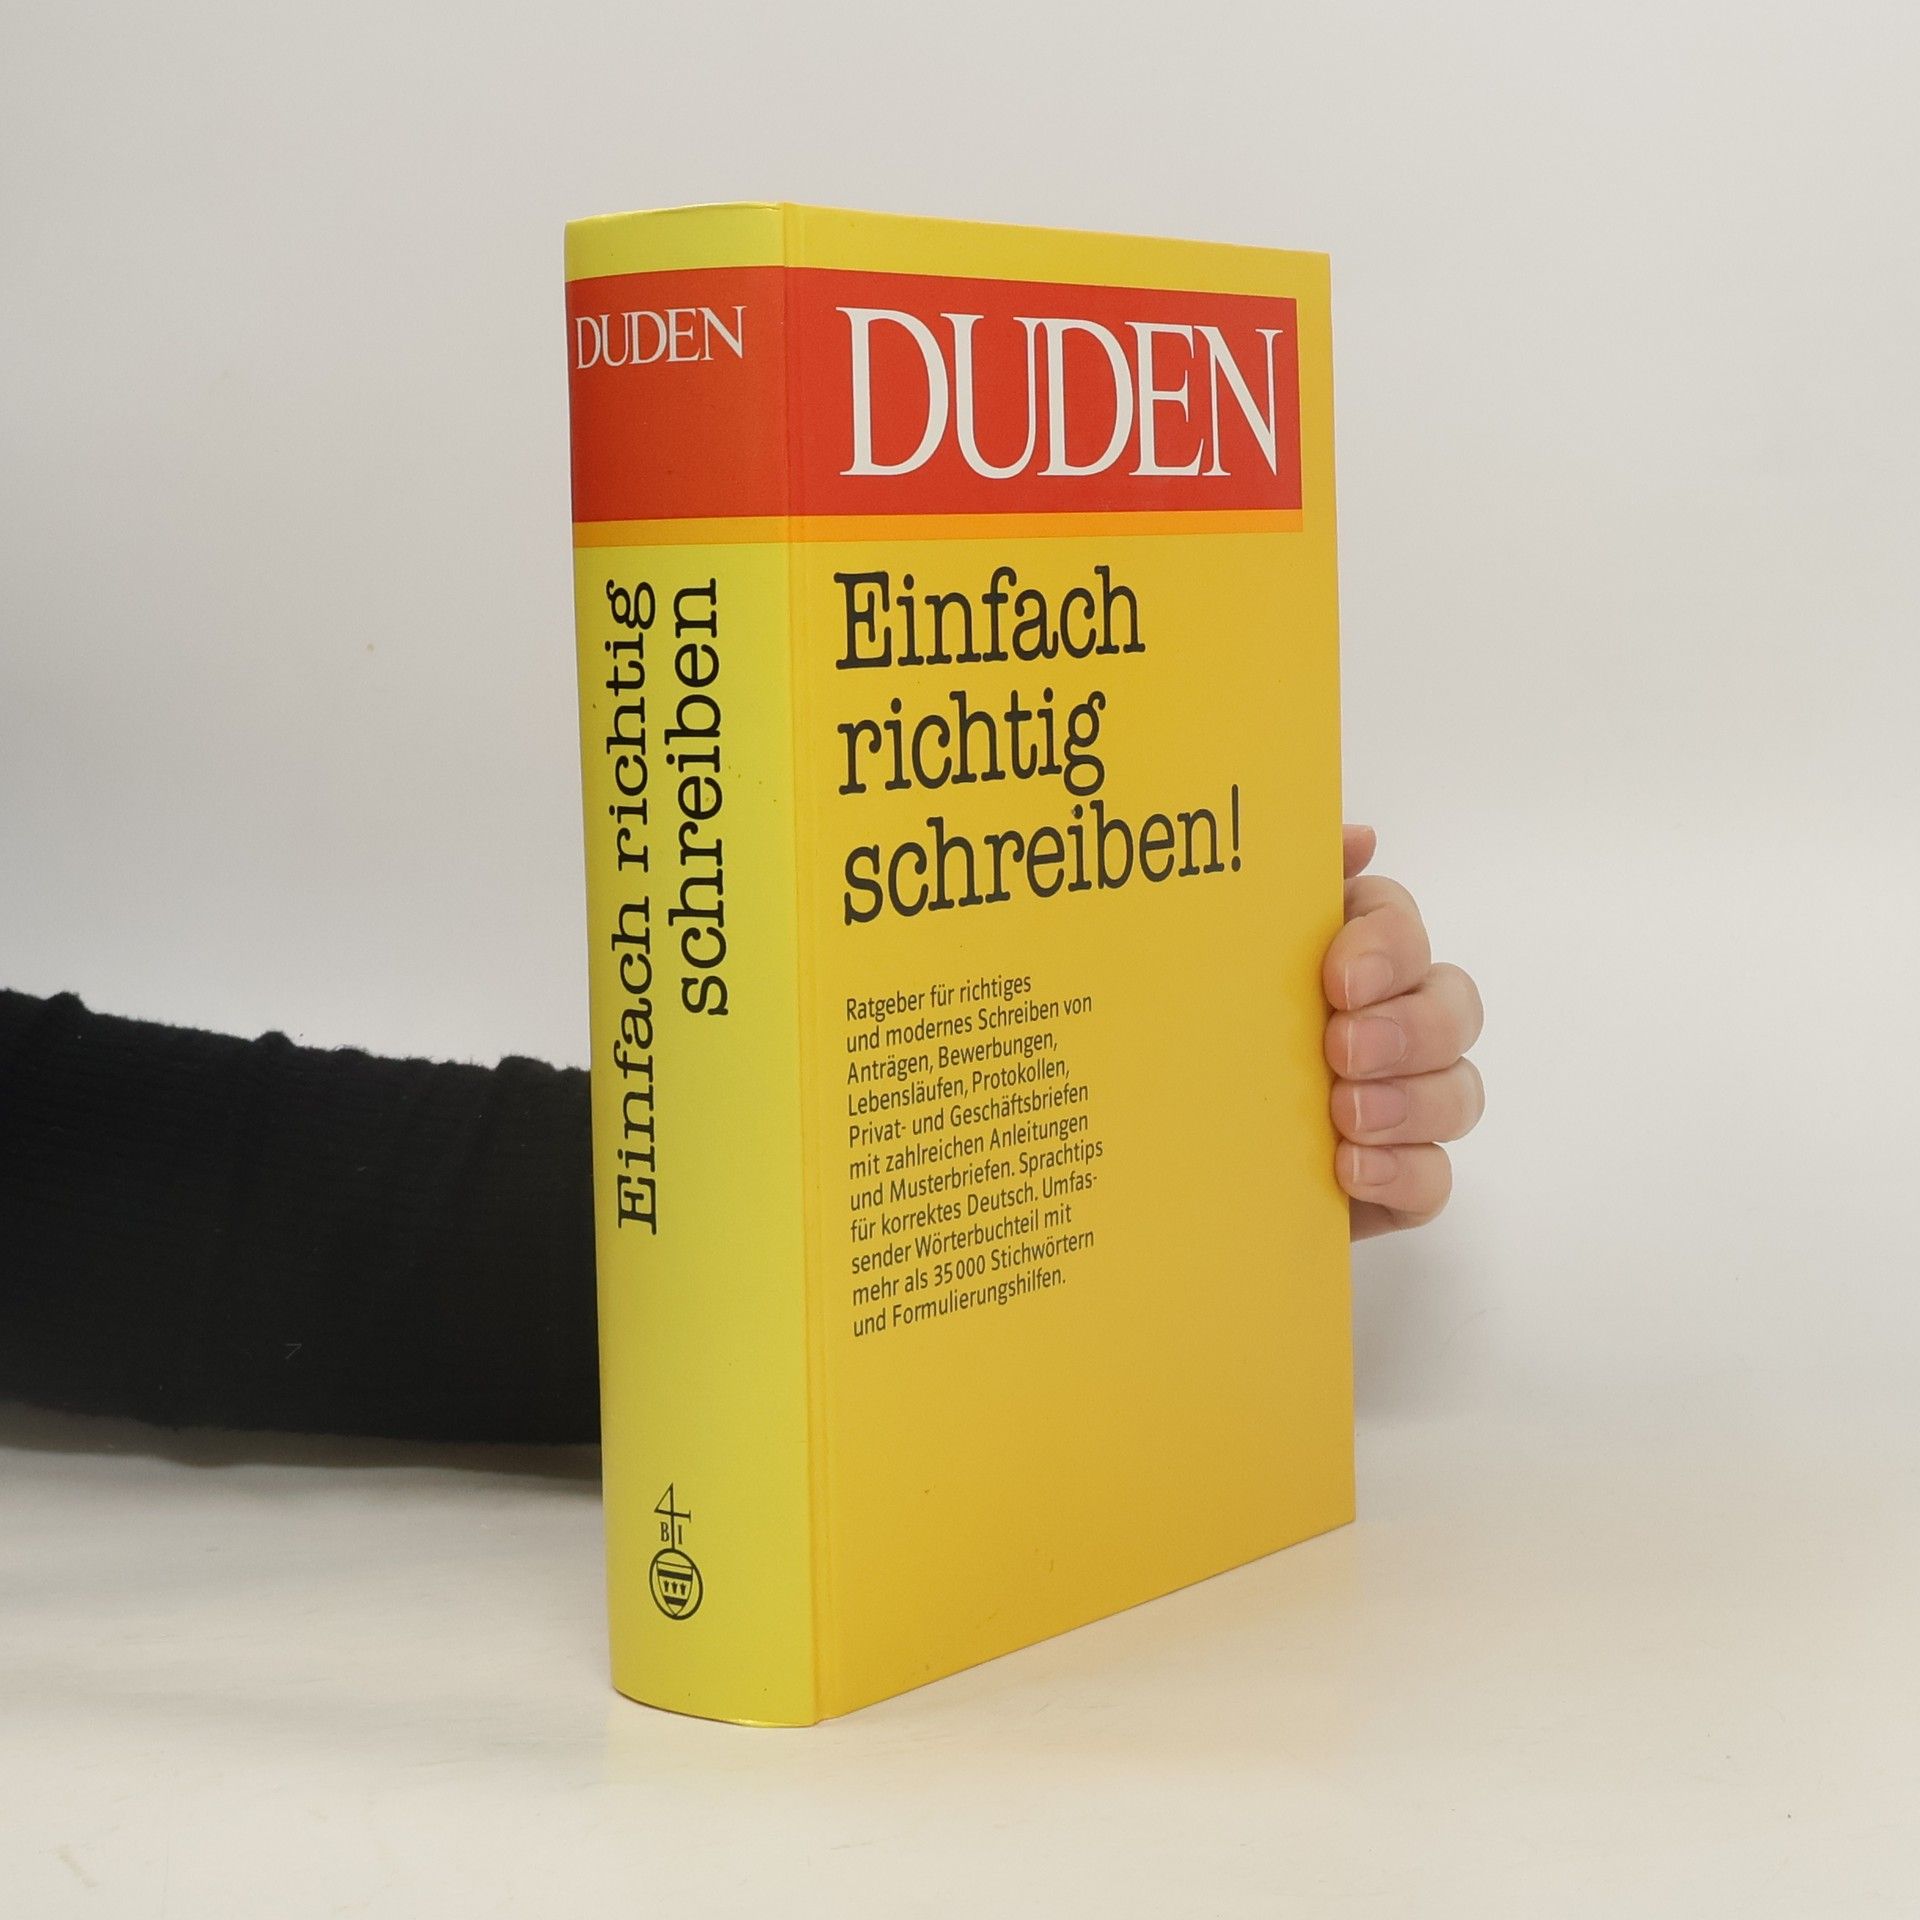 DUDEN
Einfach richtig
schreiben
4
B I
DUDEN
Einfach
richtig
schreiben!
Ratgeber für richtiges
und modernes Schreiben von
Anträgen, Bewerbungen,
Lebensläufen, Protokollen,
Privat- und Geschäftsbriefen
mit zahlreichen Anleitungen
und Musterbriefen. Sprachtips
für korrektes Deutsch. Umfas-
sender Wörterbuchteil mit
mehr als 35 000 Stichwörtern
und Formulierungshilfen.